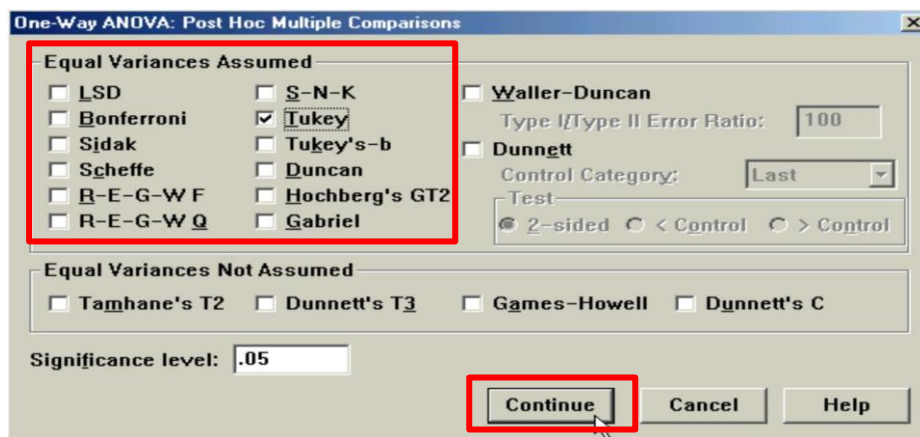 One-Way ANOVA: Post Hoc Multiple Comparisons
Equal Variances Assumed
LSD
Bonferroni
Sidak
Scheffe
R-E-G-W F
R-E-G-W Q
S-N-K
Tukey
Tukey's-b
Duncan
Hochberg's GT2
Gabriel
Waller-Duncan
Type I/Type II Error Ratio: 100
Dunnett
Control Category: Last
Test
2-sided < Control > Control
Equal Variances Not Assumed
Tamhane's T2 Dunnett's T3 Games-Howell Dunnett's C
Significance level: .05
Continue Cancel Help